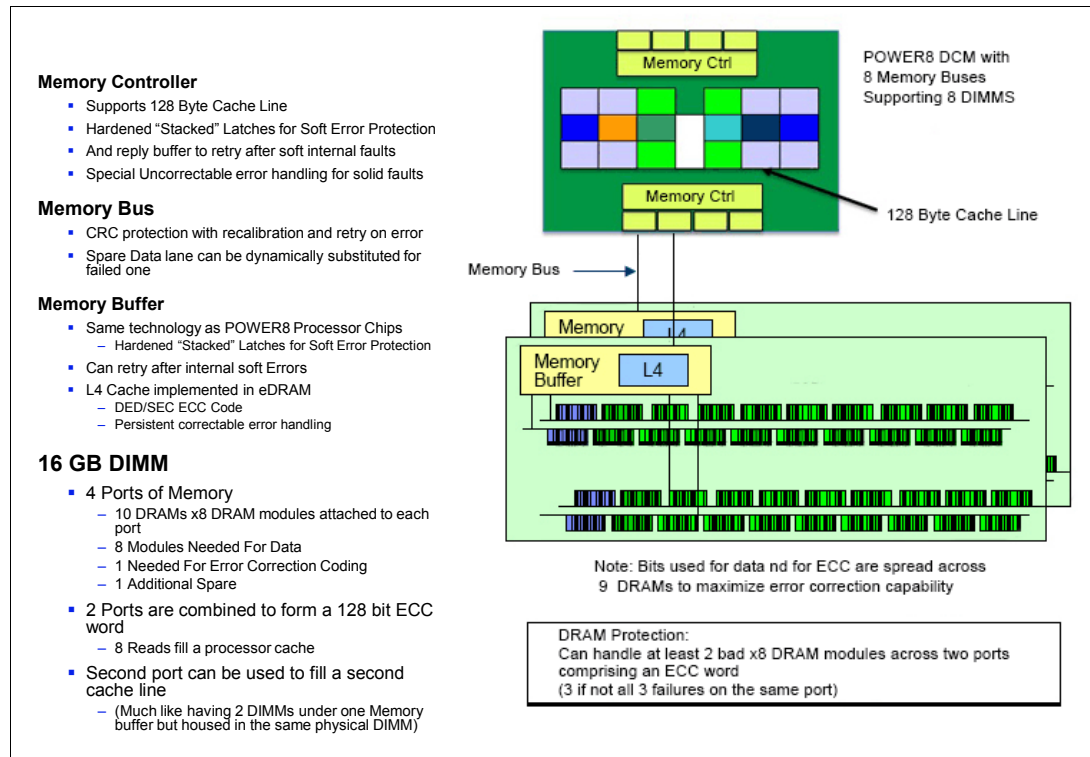 Memory Controller
▪ Supports 128 Byte Cache Line
▪ Hardened “Stacked” Latches for Soft Error Protection
▪ And reply buffer to retry after soft internal faults
▪ Special Uncorrectable error handling for solid faults
Memory Bus
▪ CRC protection with recalibration and retry on error
▪ Spare Data lane can be dynamically substituted for
failed one
Memory Buffer
▪ Same technology as POWER8 Processor Chips
– Hardened “Stacked” Latches for Soft Error Protection
▪ Can retry after internal soft Errors
▪ L4 Cache implemented in eDRAM
– DED/SEC ECC Code
– Persistent correctable error handling
16 GB DIMM
▪ 4 Ports of Memory
– 10 DRAMs x8 DRAM modules attached to each
port
– 8 Modules Needed For Data
– 1 Needed For Error Correction Coding
– 1 Additional Spare
▪ 2 Ports are combined to form a 128 bit ECC
word
– 8 Reads fill a processor cache
▪ Second port can be used to fill a second
cache line
– (Much like having 2 DIMMs under one Memory
buffer but housed in the same physical DIMM)
Memory Ctrl
POWER8 DCM with
8 Memory Buses
Supporting 8 DIMMS
Memory Ctrl
128 Byte Cache Line
Memory Bus
Memory
L4
Memory
Buffer
L4
Note: Bits used for data nd for ECC are spread across
9 DRAMs to maximize error correction capability
DRAM Protection:
Can handle at least 2 bad x8 DRAM modules across two ports
comprising an ECC word
(3 if not all 3 failures on the same port)